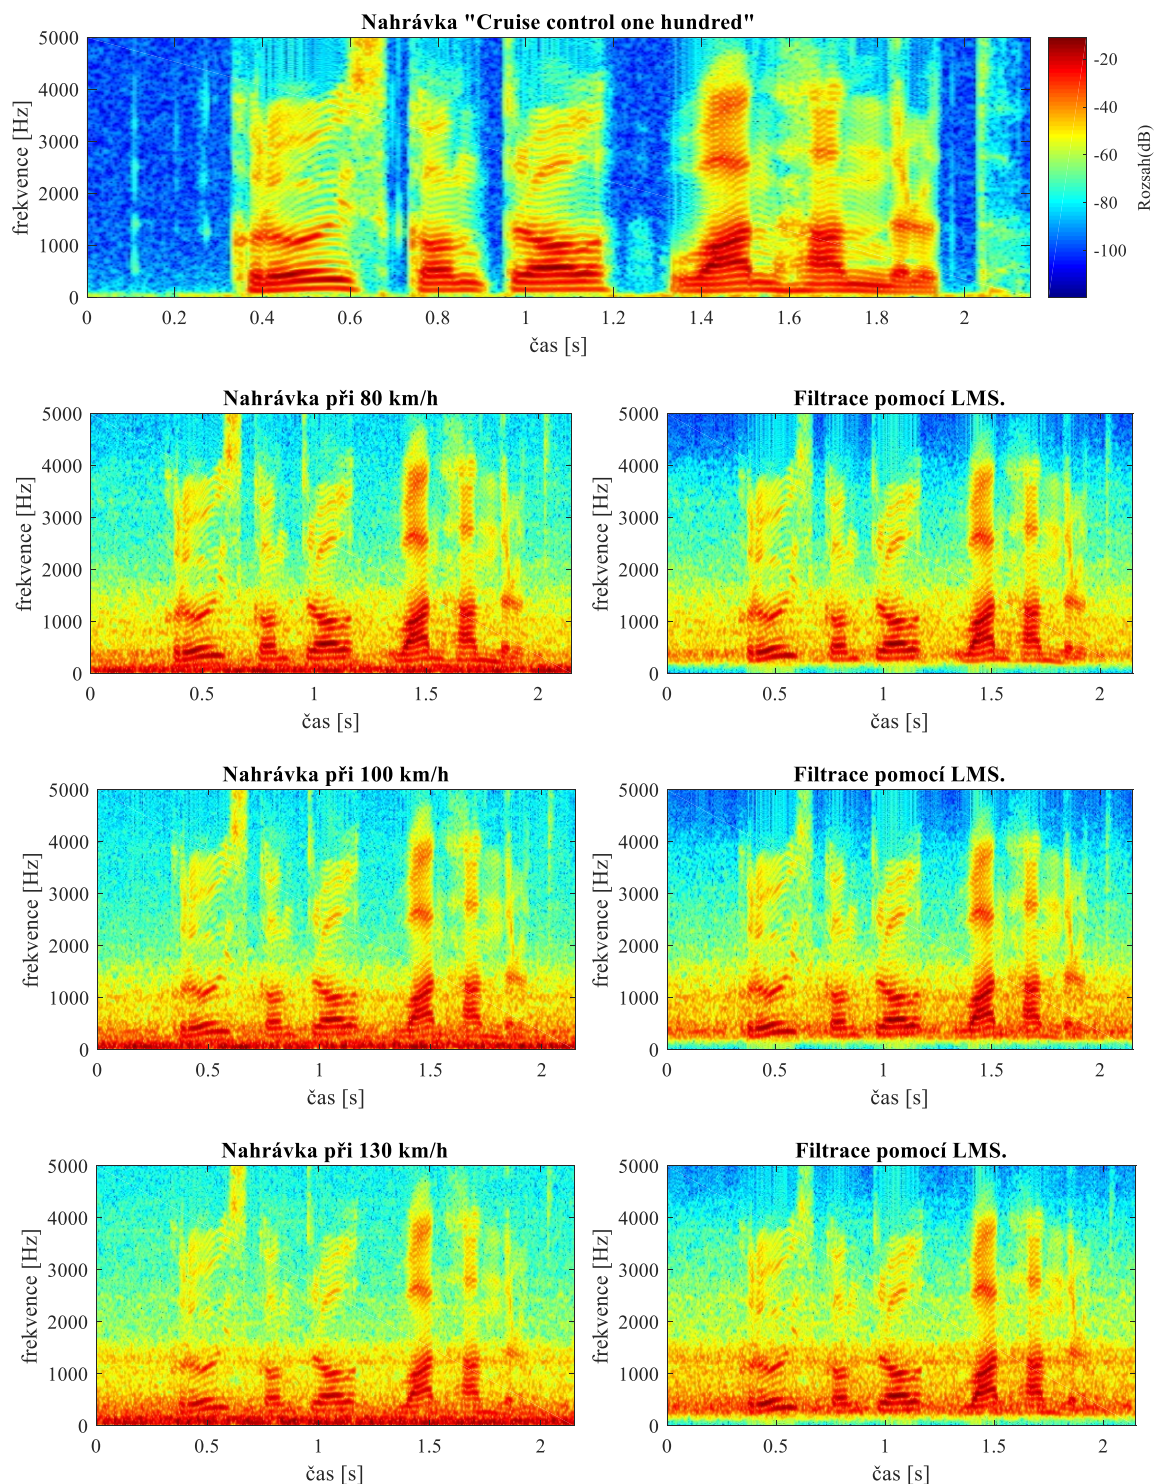 Nahrávka "Cruise control one hundred"
frekvence [Hz]
5000
4000
3000
2000
1000
0
0 0.2 0.4 0.6 0.8 1 1.2 1.4 1.6 1.8 2
čas [s]
-20
-40
-60
-80
-100
Rozsah(dB)
Nahrávka při 80 km/h
frekvence [Hz]
5000
4000
3000
2000
1000
0
0 0.5 1 1.5 2
čas [s]
Filtrace pomocí LMS.
frekvence [Hz]
5000
4000
3000
2000
1000
0
0 0.5 1 1.5 2
čas [s]
Nahrávka při 100 km/h
frekvence [Hz]
5000
4000
3000
2000
1000
0
0 0.5 1 1.5 2
čas [s]
Filtrace pomocí LMS.
frekvence [Hz]
5000
4000
3000
2000
1000
0
0 0.5 1 1.5 2
čas [s]
Nahrávka při 130 km/h
frekvence [Hz]
5000
4000
3000
2000
1000
0
0 0.5 1 1.5 2
čas [s]
Filtrace pomocí LMS.
frekvence [Hz]
5000
4000
3000
2000
1000
0
0 0.5 1 1.5 2
čas [s]